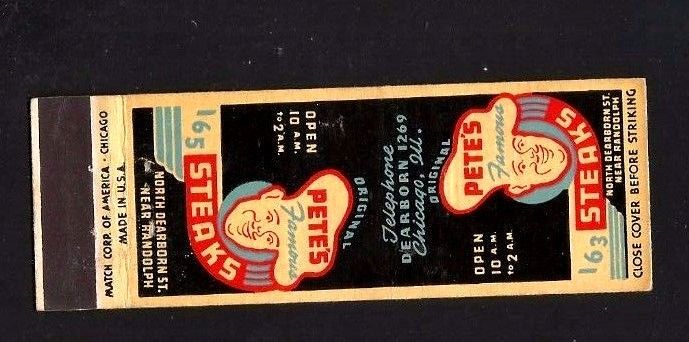 MATCH CORP. OF AMERICA · CHICAGO
MADE IN U.S.A.
165
NORTH DEARBORN ST.
NEAR RANDOLPH
STEAKS
Famous
PETE'S
ORIGINAL
OPEN
10 A.M.
to 2 A.M.
Telephone
DEARBORN 1269
Chicago, Ill.
ORIGINAL
PETE'S
Famous
OPEN
10 A.M.
to 2 A.M.
STEAKS
163
NORTH DEARBORN ST.
NEAR RANDOLPH
CLOSE COVER BEFORE STRIKING